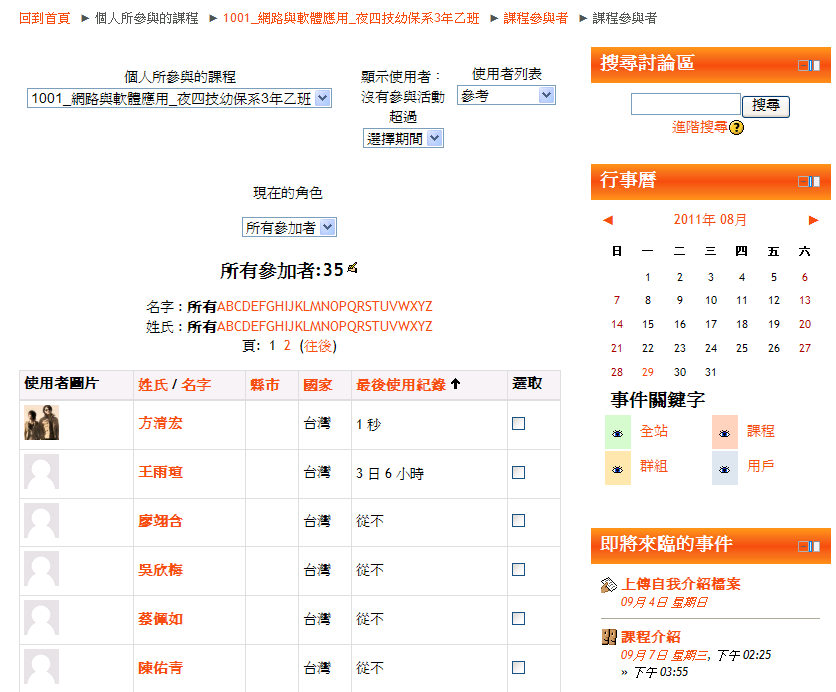 回到首頁 ► 個人所參與的課程 ► 1001_網路與軟體應用_夜四技幼保系3年乙班 ► 課程參與者 ► 課程參與者
個人所參與的課程
1001_網路與軟體應用_夜四技幼保系3年乙班
顯示使用者：
沒有參與活動
超過
選擇期間
使用者列表
參考
現在的角色
所有參加者
所有參加者:35
名字：所有ABCDEFGHIJKLMNOPQRSTUVWXYZ
姓氏：所有ABCDEFGHIJKLMNOPQRSTUVWXYZ
頁: 1 2 (往後)
使用者圖片 姓氏 / 名字 縣市 國家 最後使用紀錄 ↑ 選取
方清宏 台灣 1 秒
王雨瑄 台灣 3 日 6 小時
廖翊含 台灣 從不
吳欣梅 台灣 從不
蔡佩如 台灣 從不
陳佑青 台灣 從不
搜尋討論區
搜尋
進階搜尋?
行事曆
◄ 2011年 08月 ►
日 一 二 三 四 五 六
1 2 3 4 5 6
7 8 9 10 11 12 13
14 15 16 17 18 19 20
21 22 23 24 25 26 27
28 29 30 31
事件關鍵字
全站 課程
群組 用戶
即將來臨的事件
上傳自我介紹檔案
09月 4日 星期日
課程介紹
09月 7日 星期三, 下午 02:25
» 下午 03:55